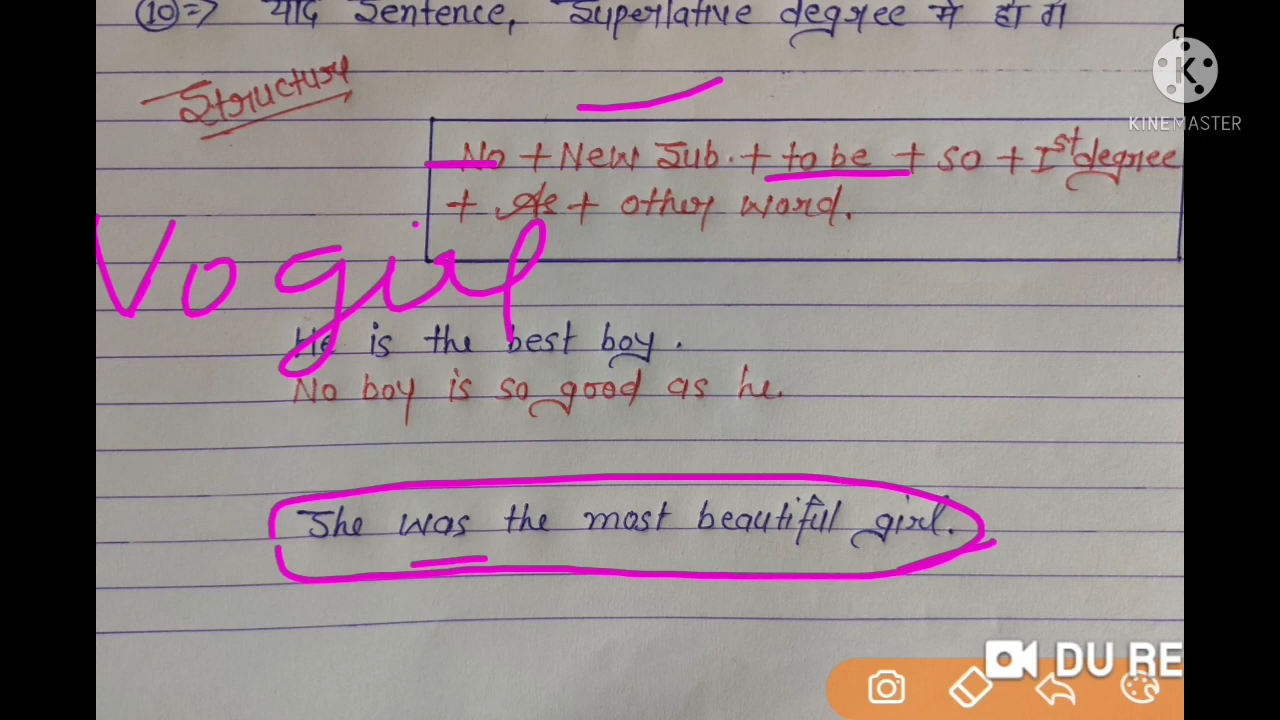 ⑩=> यदि Sentence, Superlative degree मे हो तो
Structure
KINEMASTER
No + New Sub. + to be + so + Ist degree
+ As + other word.
No girl
He is the best boy.
No boy is so good as he.
She was the most beautiful girl.
DU RE